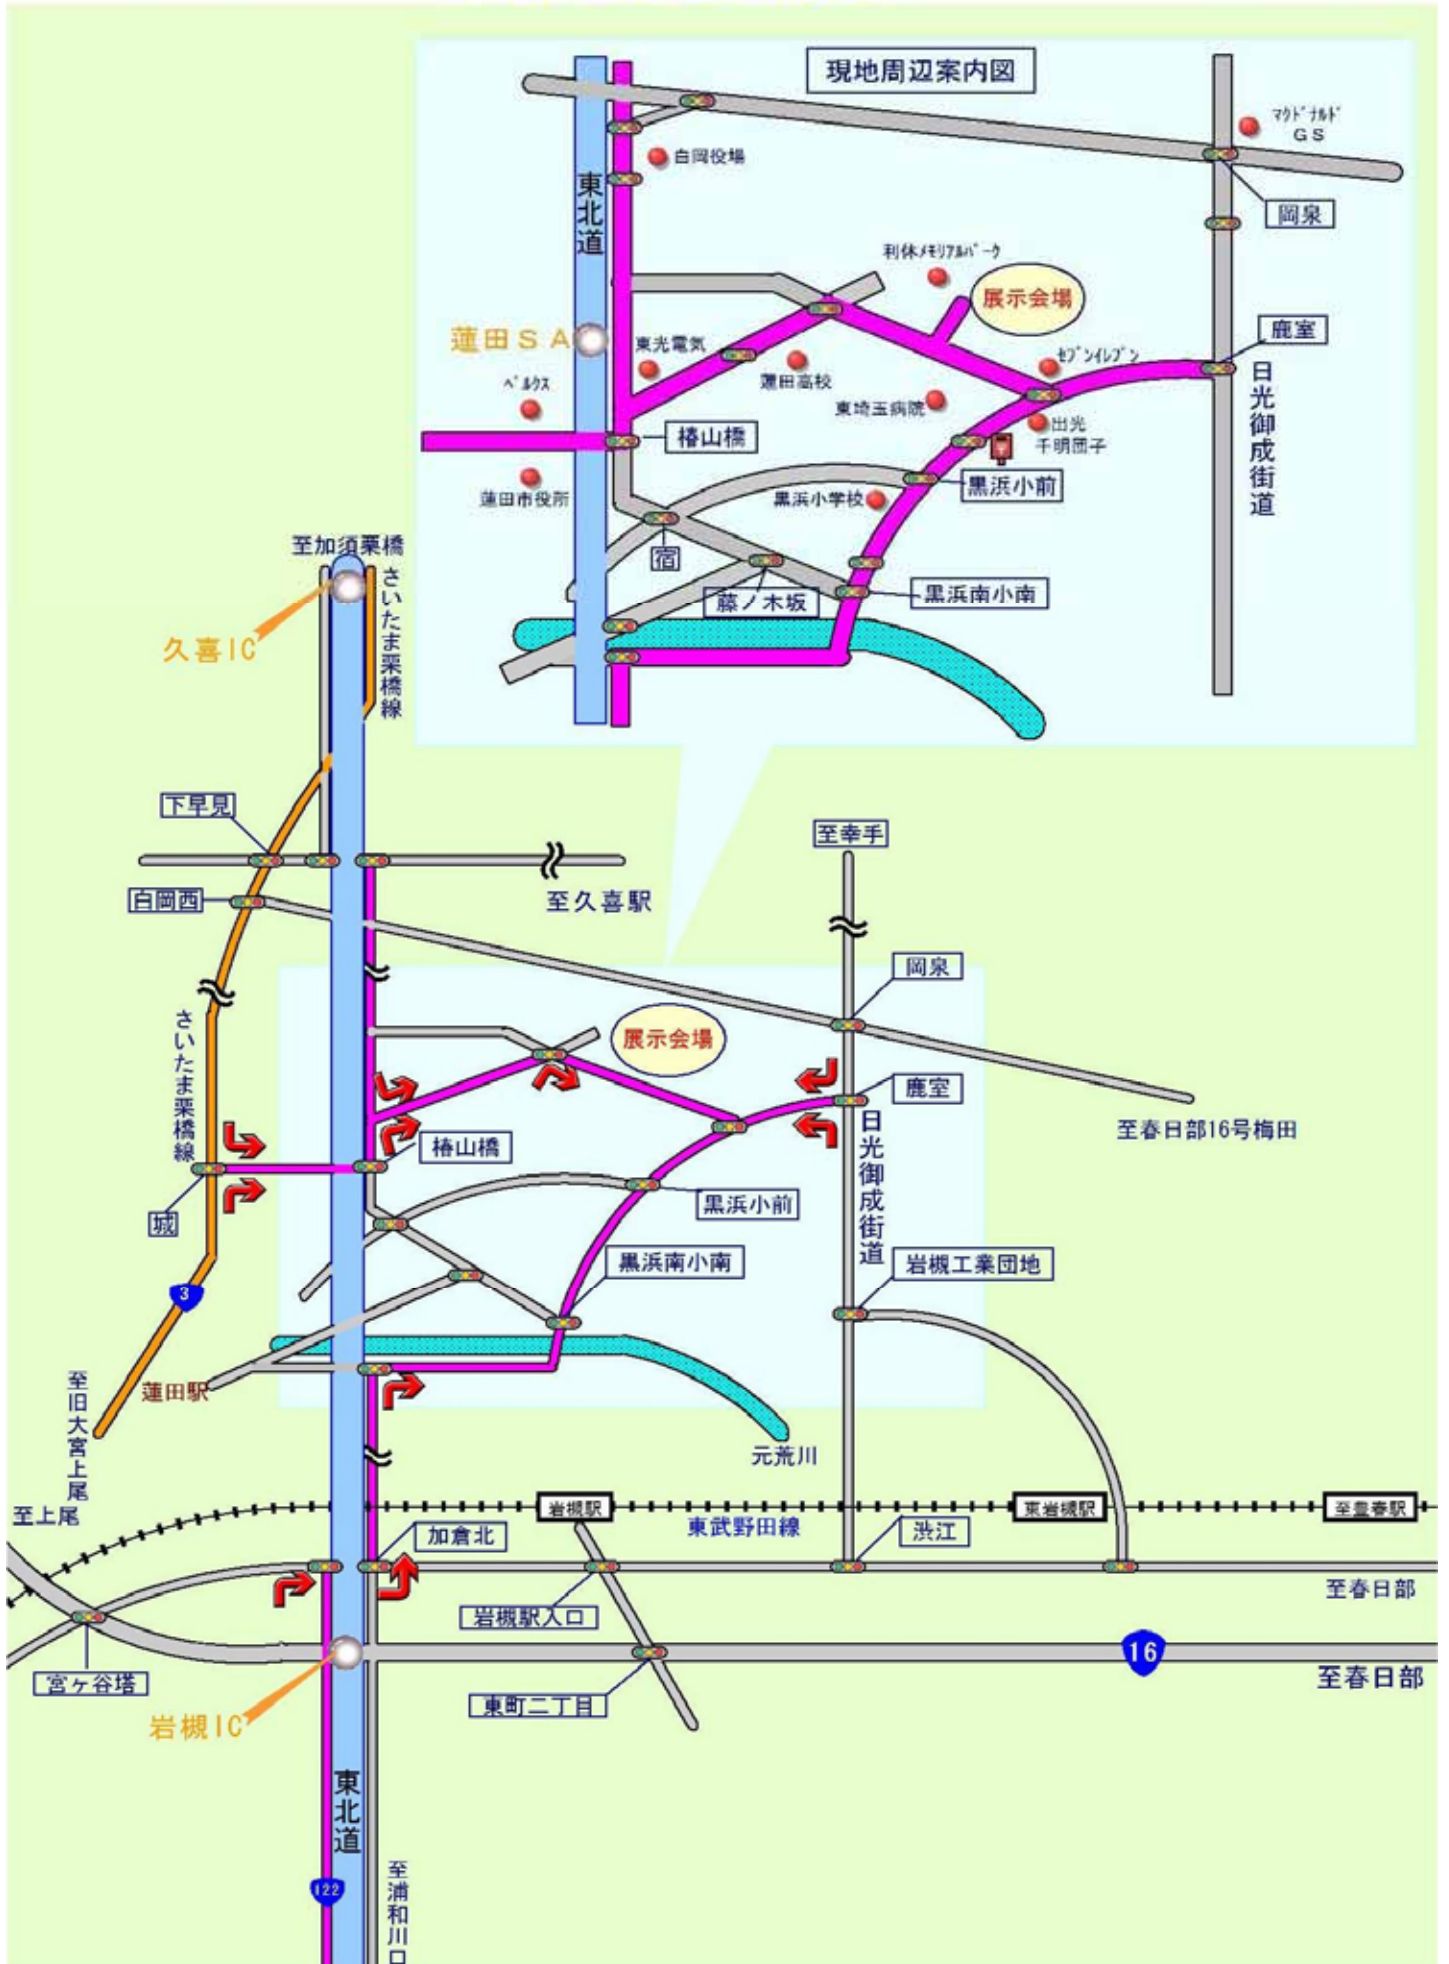 現地周辺案内図
マクドナルド
GS
白岡役場
東北道
岡泉
利休メモリアルパーク
展示会場
蓮田SA
東光電気
セブンイレブン
鹿室
ベルクス
蓮田高校
東埼玉病院
日光御成街道
椿山橋
出光
千明団子
蓮田市役所
黒浜小学校
黒浜小前
宿
藤ノ木坂
黒浜南小南
至加須栗橋
さいたま栗橋線
久喜IC
下早見
至幸手
白岡西
至久喜駅
岡泉
さいたま栗橋線
展示会場
鹿室
至春日部16号梅田
椿山橋
日光御成街道
城
黒浜小前
黒浜南小南
岩槻工業団地
3
蓮田駅
至旧大宮上尾
元荒川
至上尾
岩槻駅
東武野田線
東岩槻駅
至豊春駅
加倉北
渋江
至春日部
岩槻駅入口
16
宮ヶ谷塔
東町二丁目
至春日部
岩槻IC
東北道
122
至浦和川口